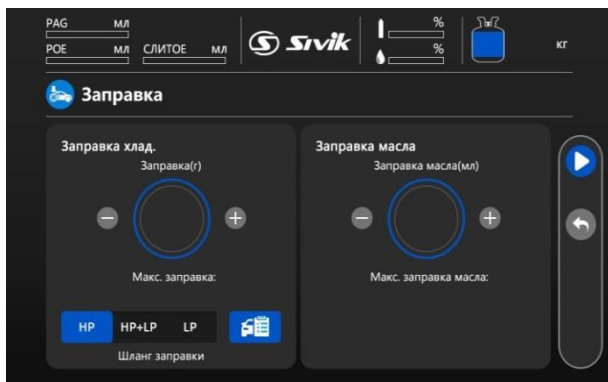 PAG мл
POE мл СЛИТОЕ мл
Sıvik
%
%
кг
Заправка
Заправка хлад.
Заправка(г)
Макс. заправка:
HP HP+LP LP
Шланг заправки
Заправка масла
Заправка масла(мл)
Макс. заправка масла: